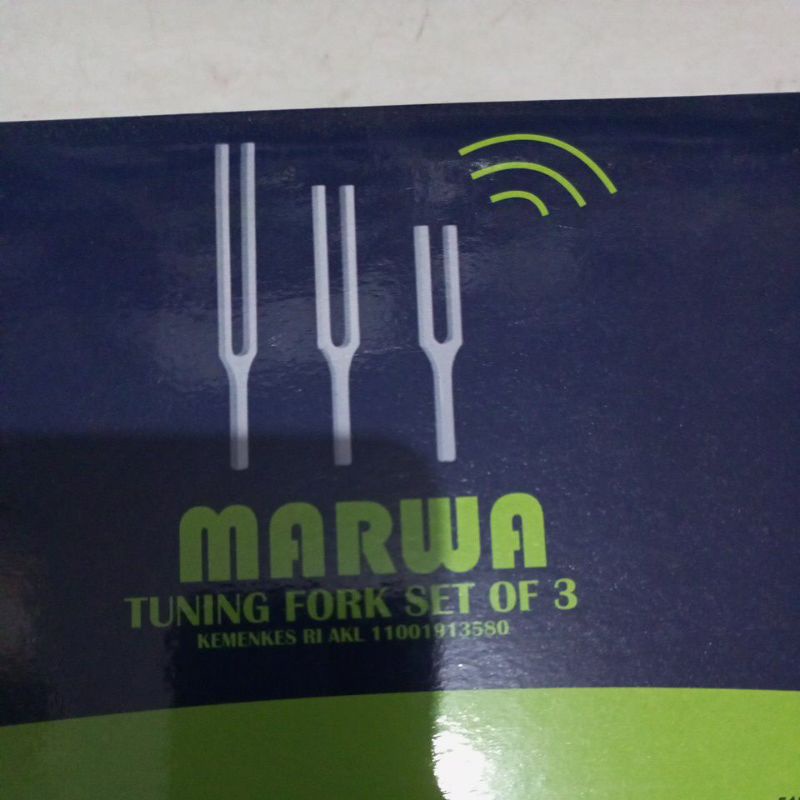 MARWA
TUNING FORK SET OF 3
KEMENKES RI AKL 11001913580